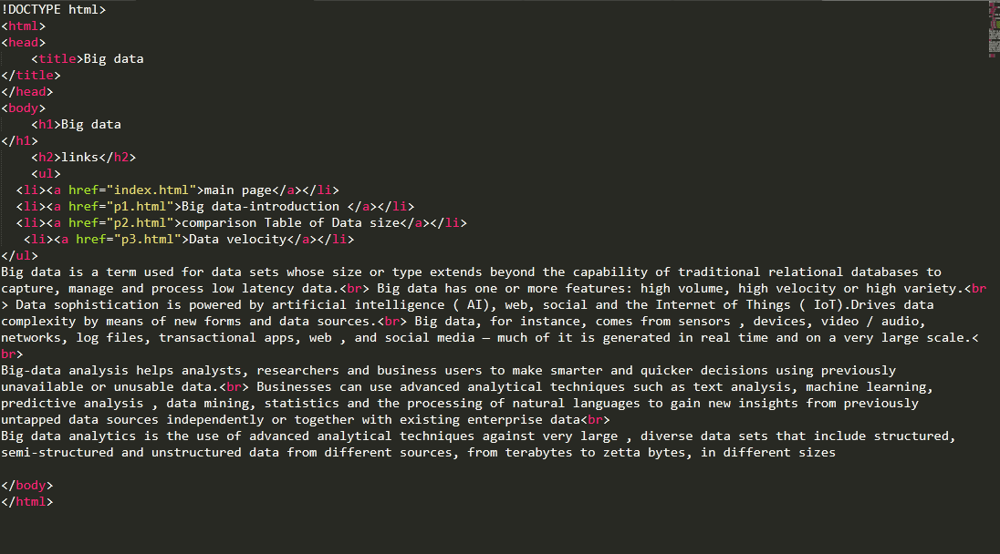 !DOCTYPE html>
<html>
<head>
    <title>Big data
</title>
</head>
<body>
    <h1>Big data
</h1>
    <h2>links</h2>
    <ul>
  <li><a href="index.html">main page</a></li>
  <li><a href="p1.html">Big data-introduction </a></li>
  <li><a href="p2.html">comparison Table of Data size</a></li>
   <li><a href="p3.html">Data velocity</a></li>
</ul>
Big data is a term used for data sets whose size or type extends beyond the capability of traditional relational databases to
capture, manage and process low latency data.<br> Big data has one or more features: high volume, high velocity or high variety.<br
> Data sophistication is powered by artificial intelligence ( AI), web, social and the Internet of Things ( IoT).Drives data
complexity by means of new forms and data sources.<br> Big data, for instance, comes from sensors , devices, video / audio,
networks, log files, transactional apps, web , and social media — much of it is generated in real time and on a very large scale.<
br>
Big-data analysis helps analysts, researchers and business users to make smarter and quicker decisions using previously
unavailable or unusable data.<br> Businesses can use advanced analytical techniques such as text analysis, machine learning,
predictive analysis , data mining, statistics and the processing of natural languages to gain new insights from previously
untapped data sources independently or together with existing enterprise data<br>
Big data analytics is the use of advanced analytical techniques against very large , diverse data sets that include structured,
semi-structured and unstructured data from different sources, from terabytes to zetta bytes, in different sizes

</body>
</html>